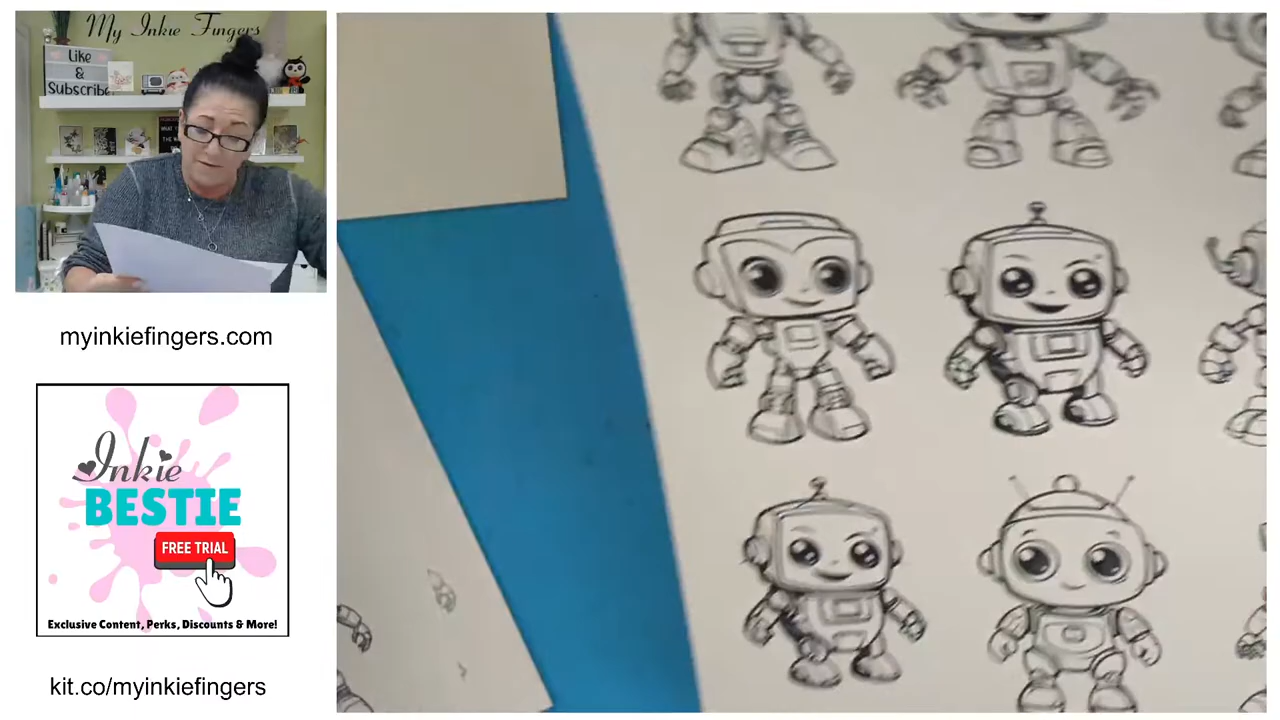 My Inkie Fingers
Like
&
Subscribe
myinkiefingers.com
Inkie
BESTIE
FREE TRIAL
Exclusive Content, Perks, Discounts & More!
kit.co/myinkiefingers